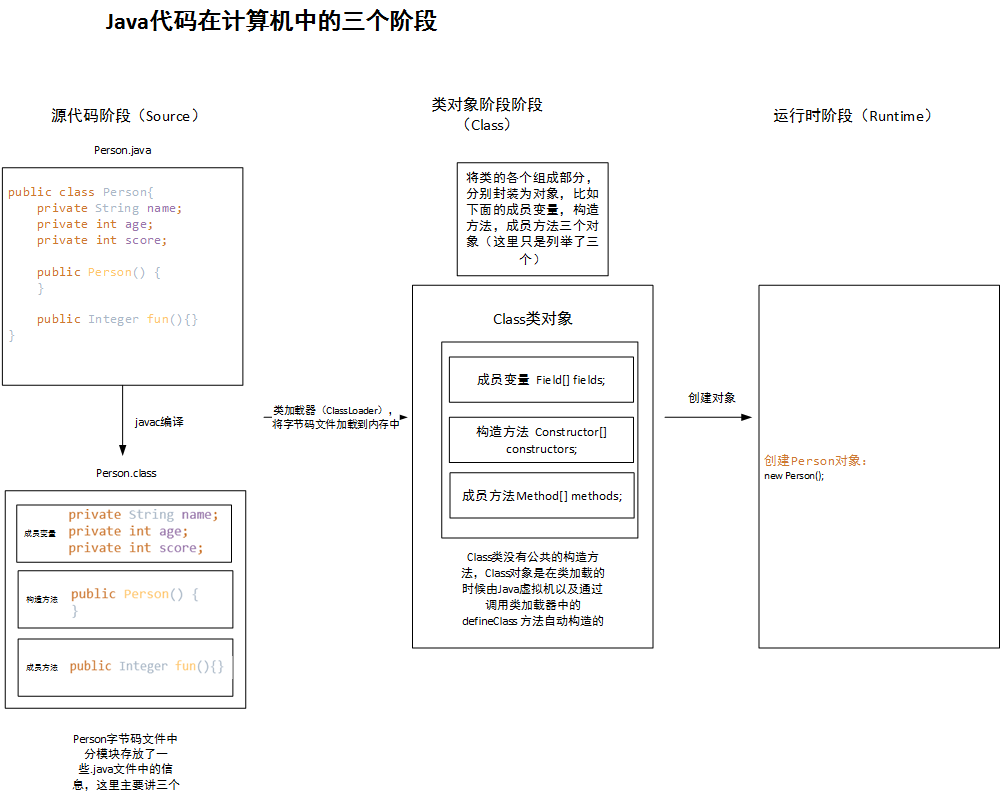 Java代码在计算机中的三个阶段
源代码阶段（Source）
Person.java
public class Person{
private String name;
private int age;
private int score;
public Person() {
}
public Integer fun(){}
}
javac编译
Person.class
成员变量
private String name;
private int age;
private int score;
构造方法
public Person() {
}
成员方法
public Integer fun(){}
Person字节码文件中
分模块存放了一
些.java文件中的信
息，这里主要讲三个
类加载器（ClassLoader），
将字节码文件加载到内存中
类对象阶段阶段
（Class）
将类的各个组成部分，
分别封装为对象，比如
下面的成员变量，构造
方法，成员方法三个对
象（这里只是列举了三
个）
Class类对象
成员变量 Field[] fields;
构造方法 Constructor[]
constructors;
成员方法Method[] methods;
Class类没有公共的构造方
法，Class对象是在类加载的
时候由Java虚拟机以及通过
调用类加载器中的
defineClass 方法自动构造的
创建对象
运行时阶段（Runtime）
创建Person对象：
new Person();